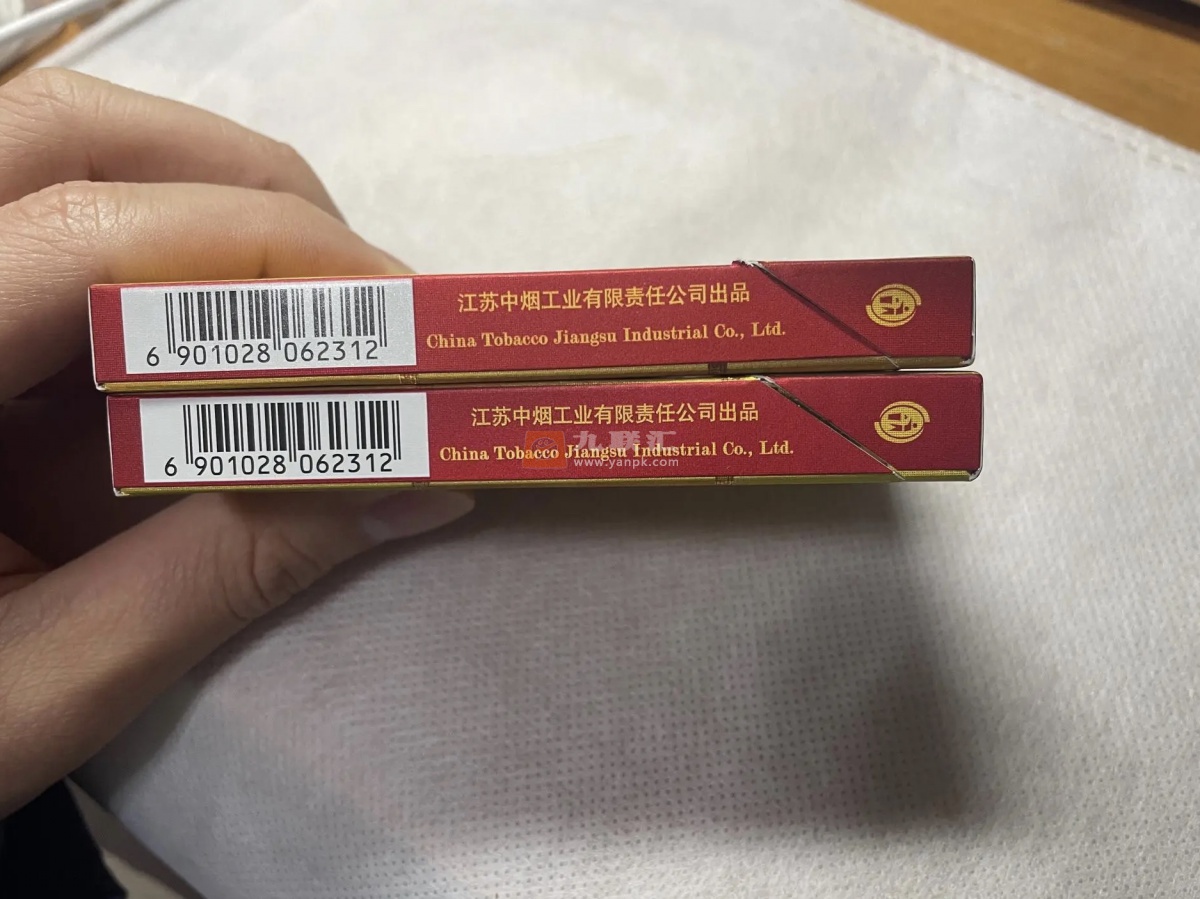 江苏中烟工业有限责任公司出品
China Tobacco Jiangsu Industrial Co., Ltd.
6 901028 062312
江苏中烟工业有限责任公司出品
China Tobacco Jiangsu Industrial Co., Ltd.
6 901028 062312
九联汇
www.yanpk.com